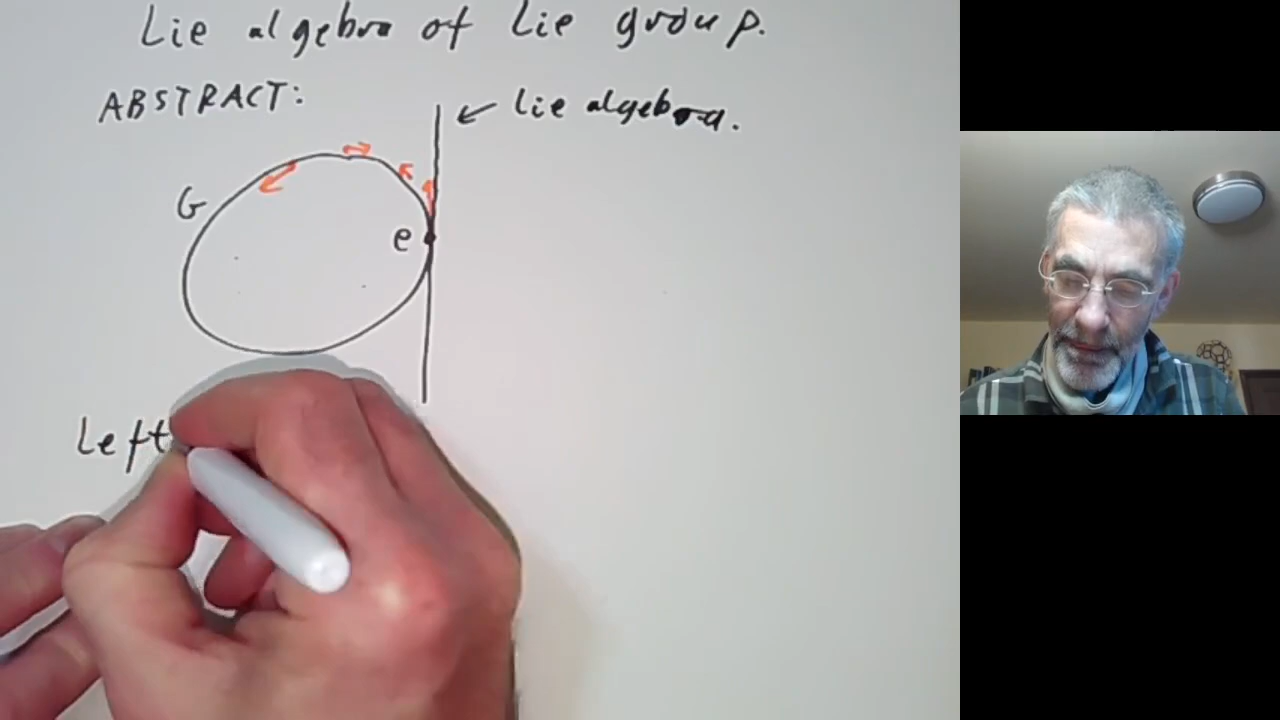 Lie algebra of Lie group.
ABSTRACT:
← Lie algebra.
G
e
Left